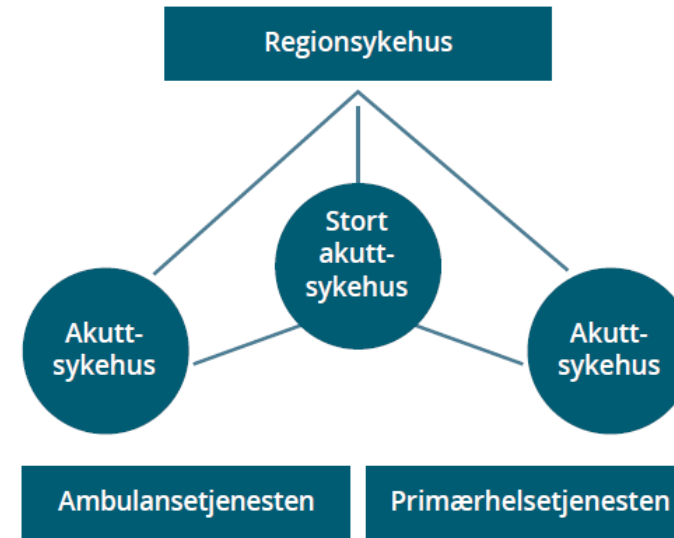 Regionsykehus
Stort
akutt-
sykehus
Akutt-
sykehus
Akutt-
sykehus
Ambulansetjenesten
Primærhelsetjenesten